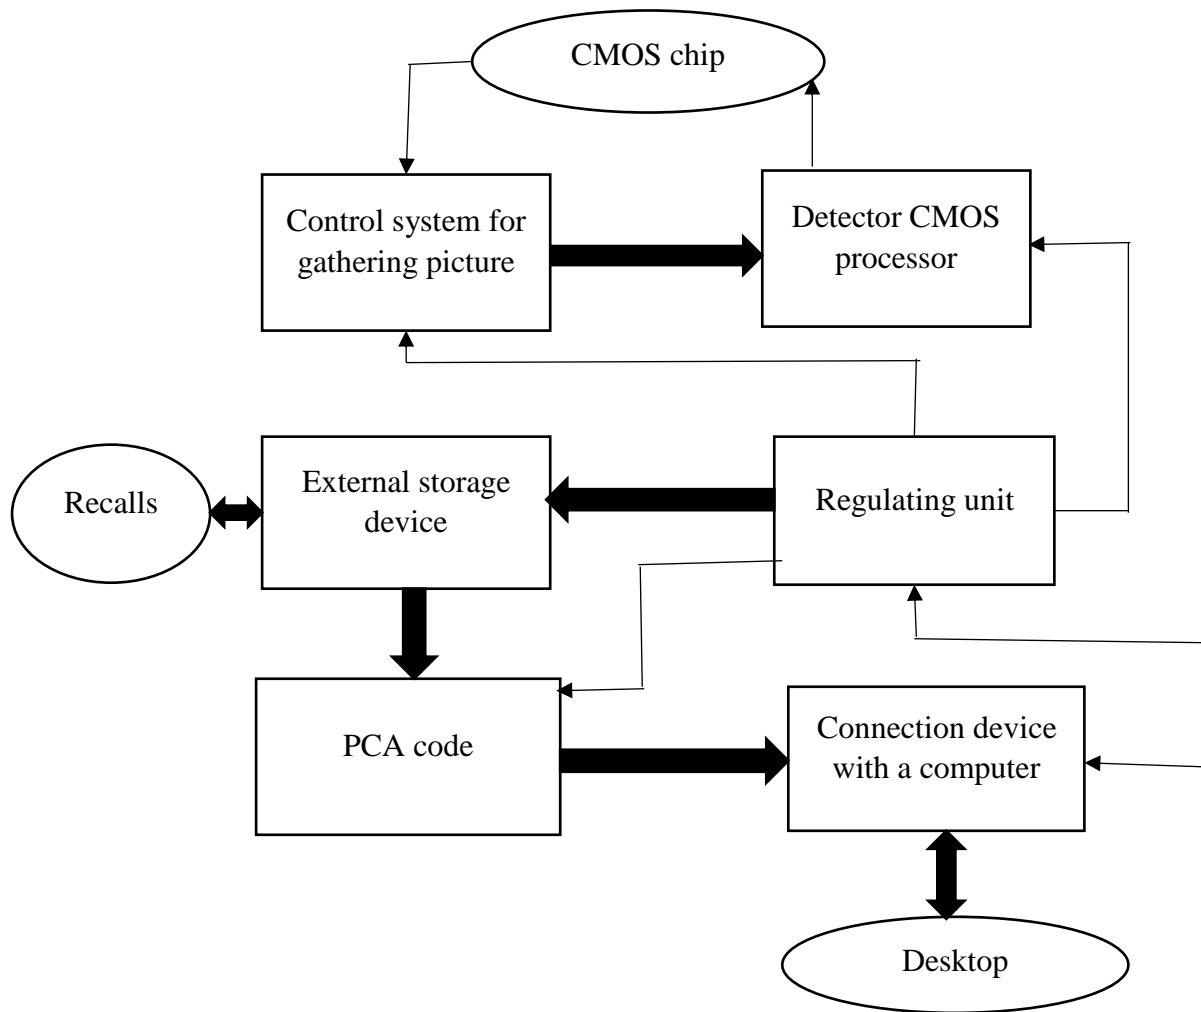 CMOS chip
Control system for
gathering picture
Detector CMOS
processor
Recalls
External storage
device
Regulating unit
PCA code
Connection device
with a computer
Desktop